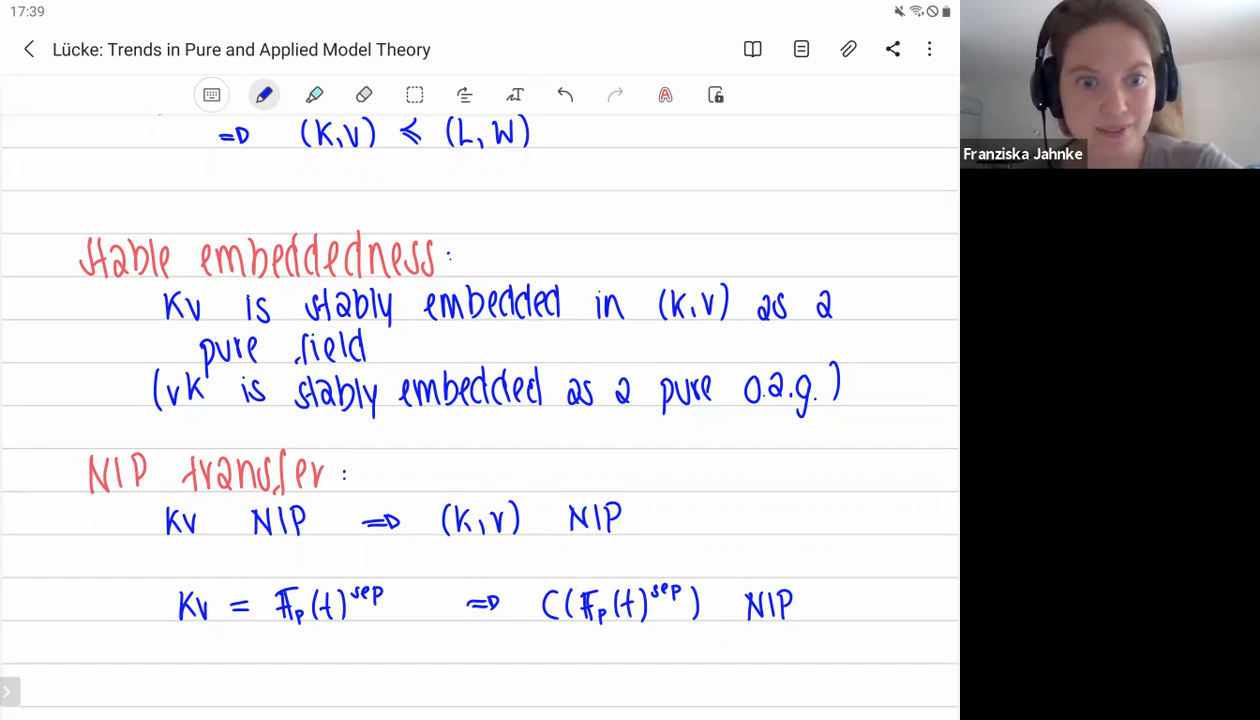 17:39
Lücke: Trends in Pure and Applied Model Theory
⇒ (K,v) ≼ (L,w)
Franziska Jahnke
Stable embeddedness:
Kv is stably embedded in (K,v) as a
pure field
(vK is stably embedded as a pure o.a.g.)
NIP transfer:
Kv NIP ⇒ (K,v) NIP
Kv = 𝔽ₚ(t)^sep ⇒ C(𝔽ₚ(t)^sep) NIP